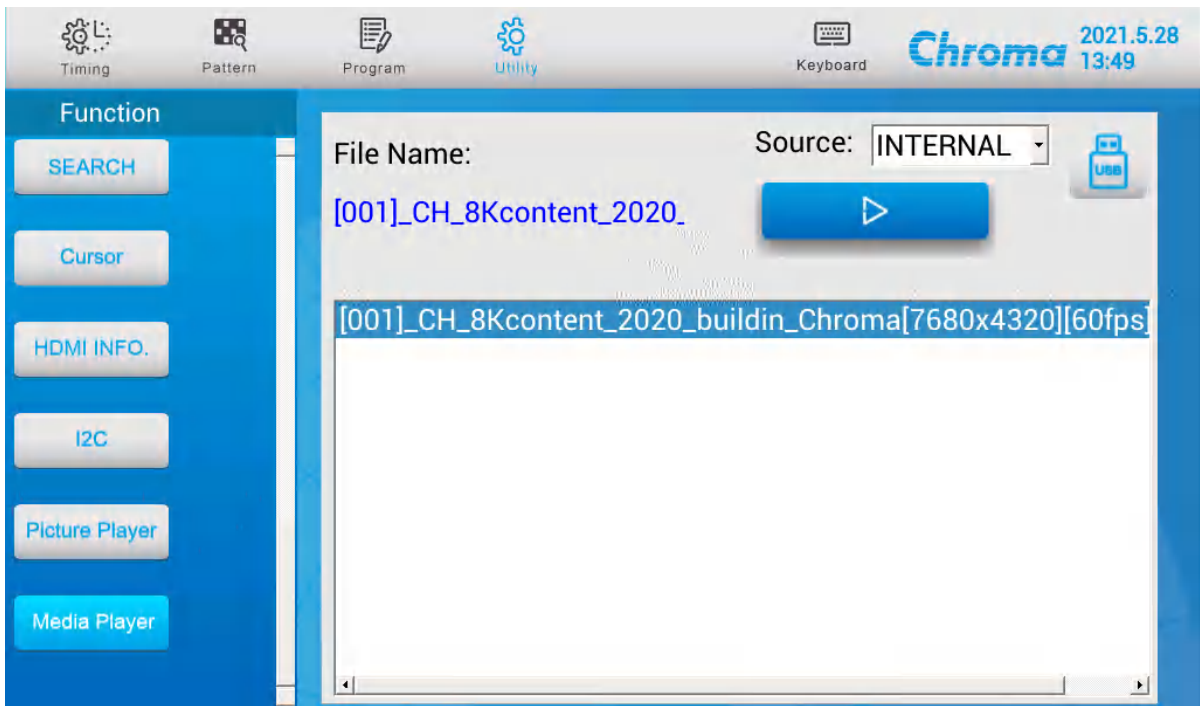 Timing
Pattern
Program
Utility
Keyboard
Chroma
2021.5.28
13:49
Function
SEARCH
Cursor
HDMI INFO.
I2C
Picture Player
Media Player
File Name:
Source: INTERNAL
USB
[001]_CH_8Kcontent_2020_
[001]_CH_8Kcontent_2020_buildin_Chroma[7680x4320][60fps]